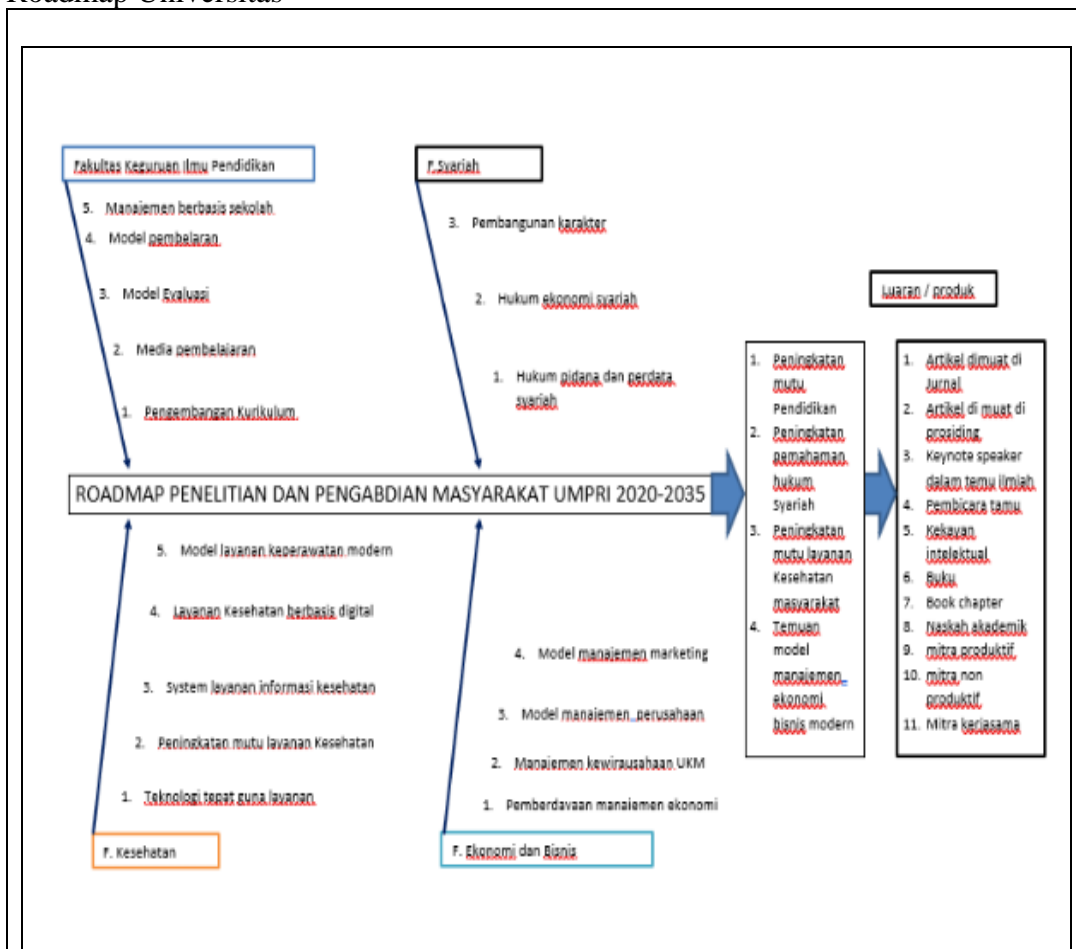 Roadmap Universitas
Fakultas Keguruan Ilmu Pendidikan
5. Manajemen berbasis sekolah
4. Model pembelaran
3. Model Evaluasi
2. Media pembelajaran
1. Pengembangan Kurikulum
F.Syariah
3. Pembangunan karakter
2. Hukum ekonomi syariah
1. Hukum pidana dan perdata
syariah
ROADMAP PENELITIAN DAN PENGABDIAN MASYARAKAT UMPRI 2020-2035
5. Model layanan keperawatan modern
4. Layanan Kesehatan berbasis digital
3. System layanan informasi kesehatan
2. Peningkatan mutu layanan Kesehatan
1. Teknologi tepat guna layanan
F. Kesehatan
4. Model manajemen marketing
3. Model manajemen perusahaan
2. Manajemen kewirausahaan UKM
1. Pemberdayaan manajemen ekonomi
F. Ekonomi dan Bisnis
1. Peningkatan
mutu
Pendidikan
2. Peningkatan
pemahaman
hukum
Syariah
3. Peningkatan
mutu layanan
Kesehatan
masyarakat
4. Temuan
model
manajemen
ekonomi
bisnis modern
Luaran / produk
1. Artikel dimuat di
Jurnal
2. Artikel di muat di
prosiding
3. Keynote speaker
dalam temu ilmiah
4. Pembicara tamu
5. Kekayan
intelektual
6. Buku
7. Book chapter
8. Naskah akademik
9. mitra produktif
10. mitra non
produktif
11. Mitra kerjasama